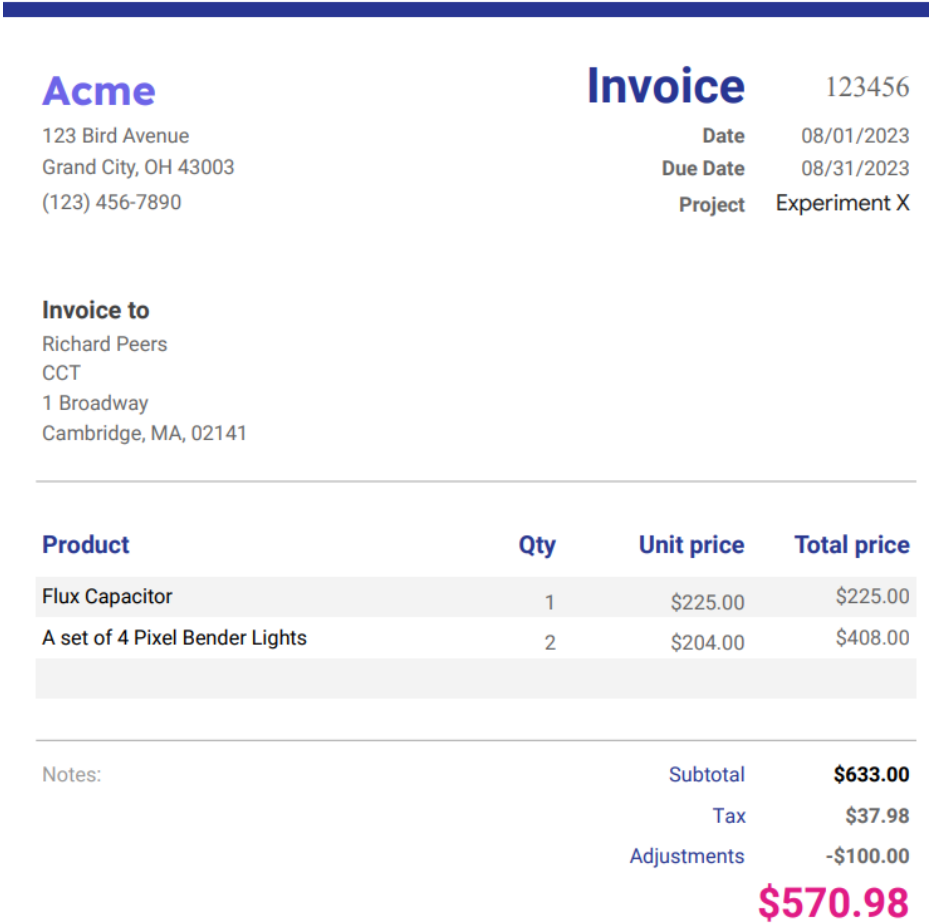 Acme
Invoice 123456
123 Bird Avenue
Date 08/01/2023
Grand City, OH 43003
Due Date 08/31/2023
(123) 456-7890
Project Experiment X
Invoice to
Richard Peers
CCT
1 Broadway
Cambridge, MA, 02141
Product Qty Unit price Total price
Flux Capacitor 1 $225.00 $225.00
A set of 4 Pixel Bender Lights 2 $204.00 $408.00
Notes:
Subtotal $633.00
Tax $37.98
Adjustments -$100.00
$570.98